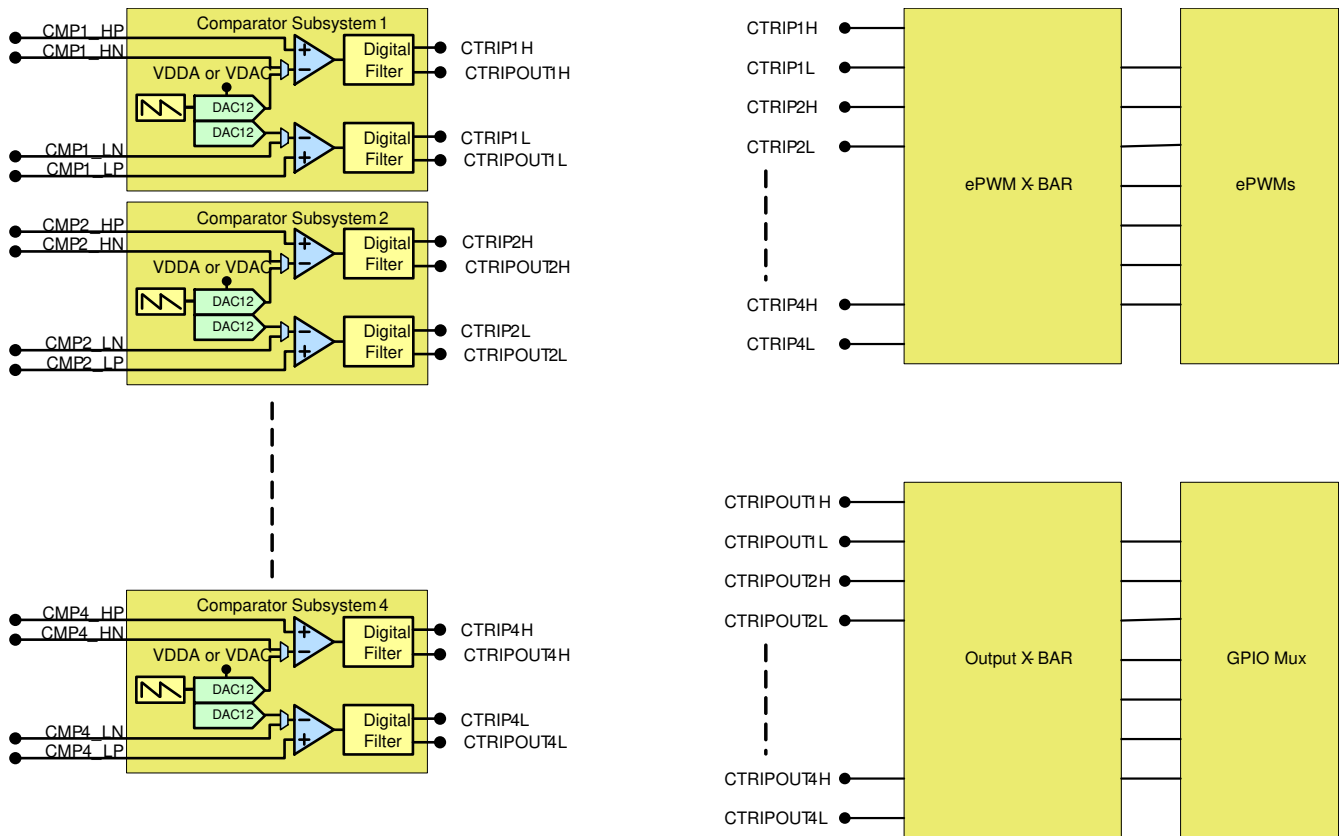 Comparator Subsystem 1
CMP1_HP
CMP1_HN
VDDA or VDAC
DAC12
DAC12
CMP1_LN
CMP1_LP
Digital
Filter
CTRIP1H
CTRIPOUT1H
Digital
Filter
CTRIP1L
CTRIPOUT1L
Comparator Subsystem 2
CMP2_HP
CMP2_HN
VDDA or VDAC
DAC12
DAC12
CMP2_LN
CMP2_LP
Digital
Filter
CTRIP2H
CTRIPOUT2H
Digital
Filter
CTRIP2L
CTRIPOUT2L
Comparator Subsystem 4
CMP4_HP
CMP4_HN
VDDA or VDAC
DAC12
DAC12
CMP4_LN
CMP4_LP
Digital
Filter
CTRIP4H
CTRIPOUT4H
Digital
Filter
CTRIP4L
CTRIPOUT4L
CTRIP1H
CTRIP1L
CTRIP2H
CTRIP2L
CTRIP4H
CTRIP4L
ePWM X-BAR
ePWMs
CTRIPOUT1H
CTRIPOUT1L
CTRIPOUT2H
CTRIPOUT2L
CTRIPOUT4H
CTRIPOUT4L
Output X-BAR
GPIO Mux